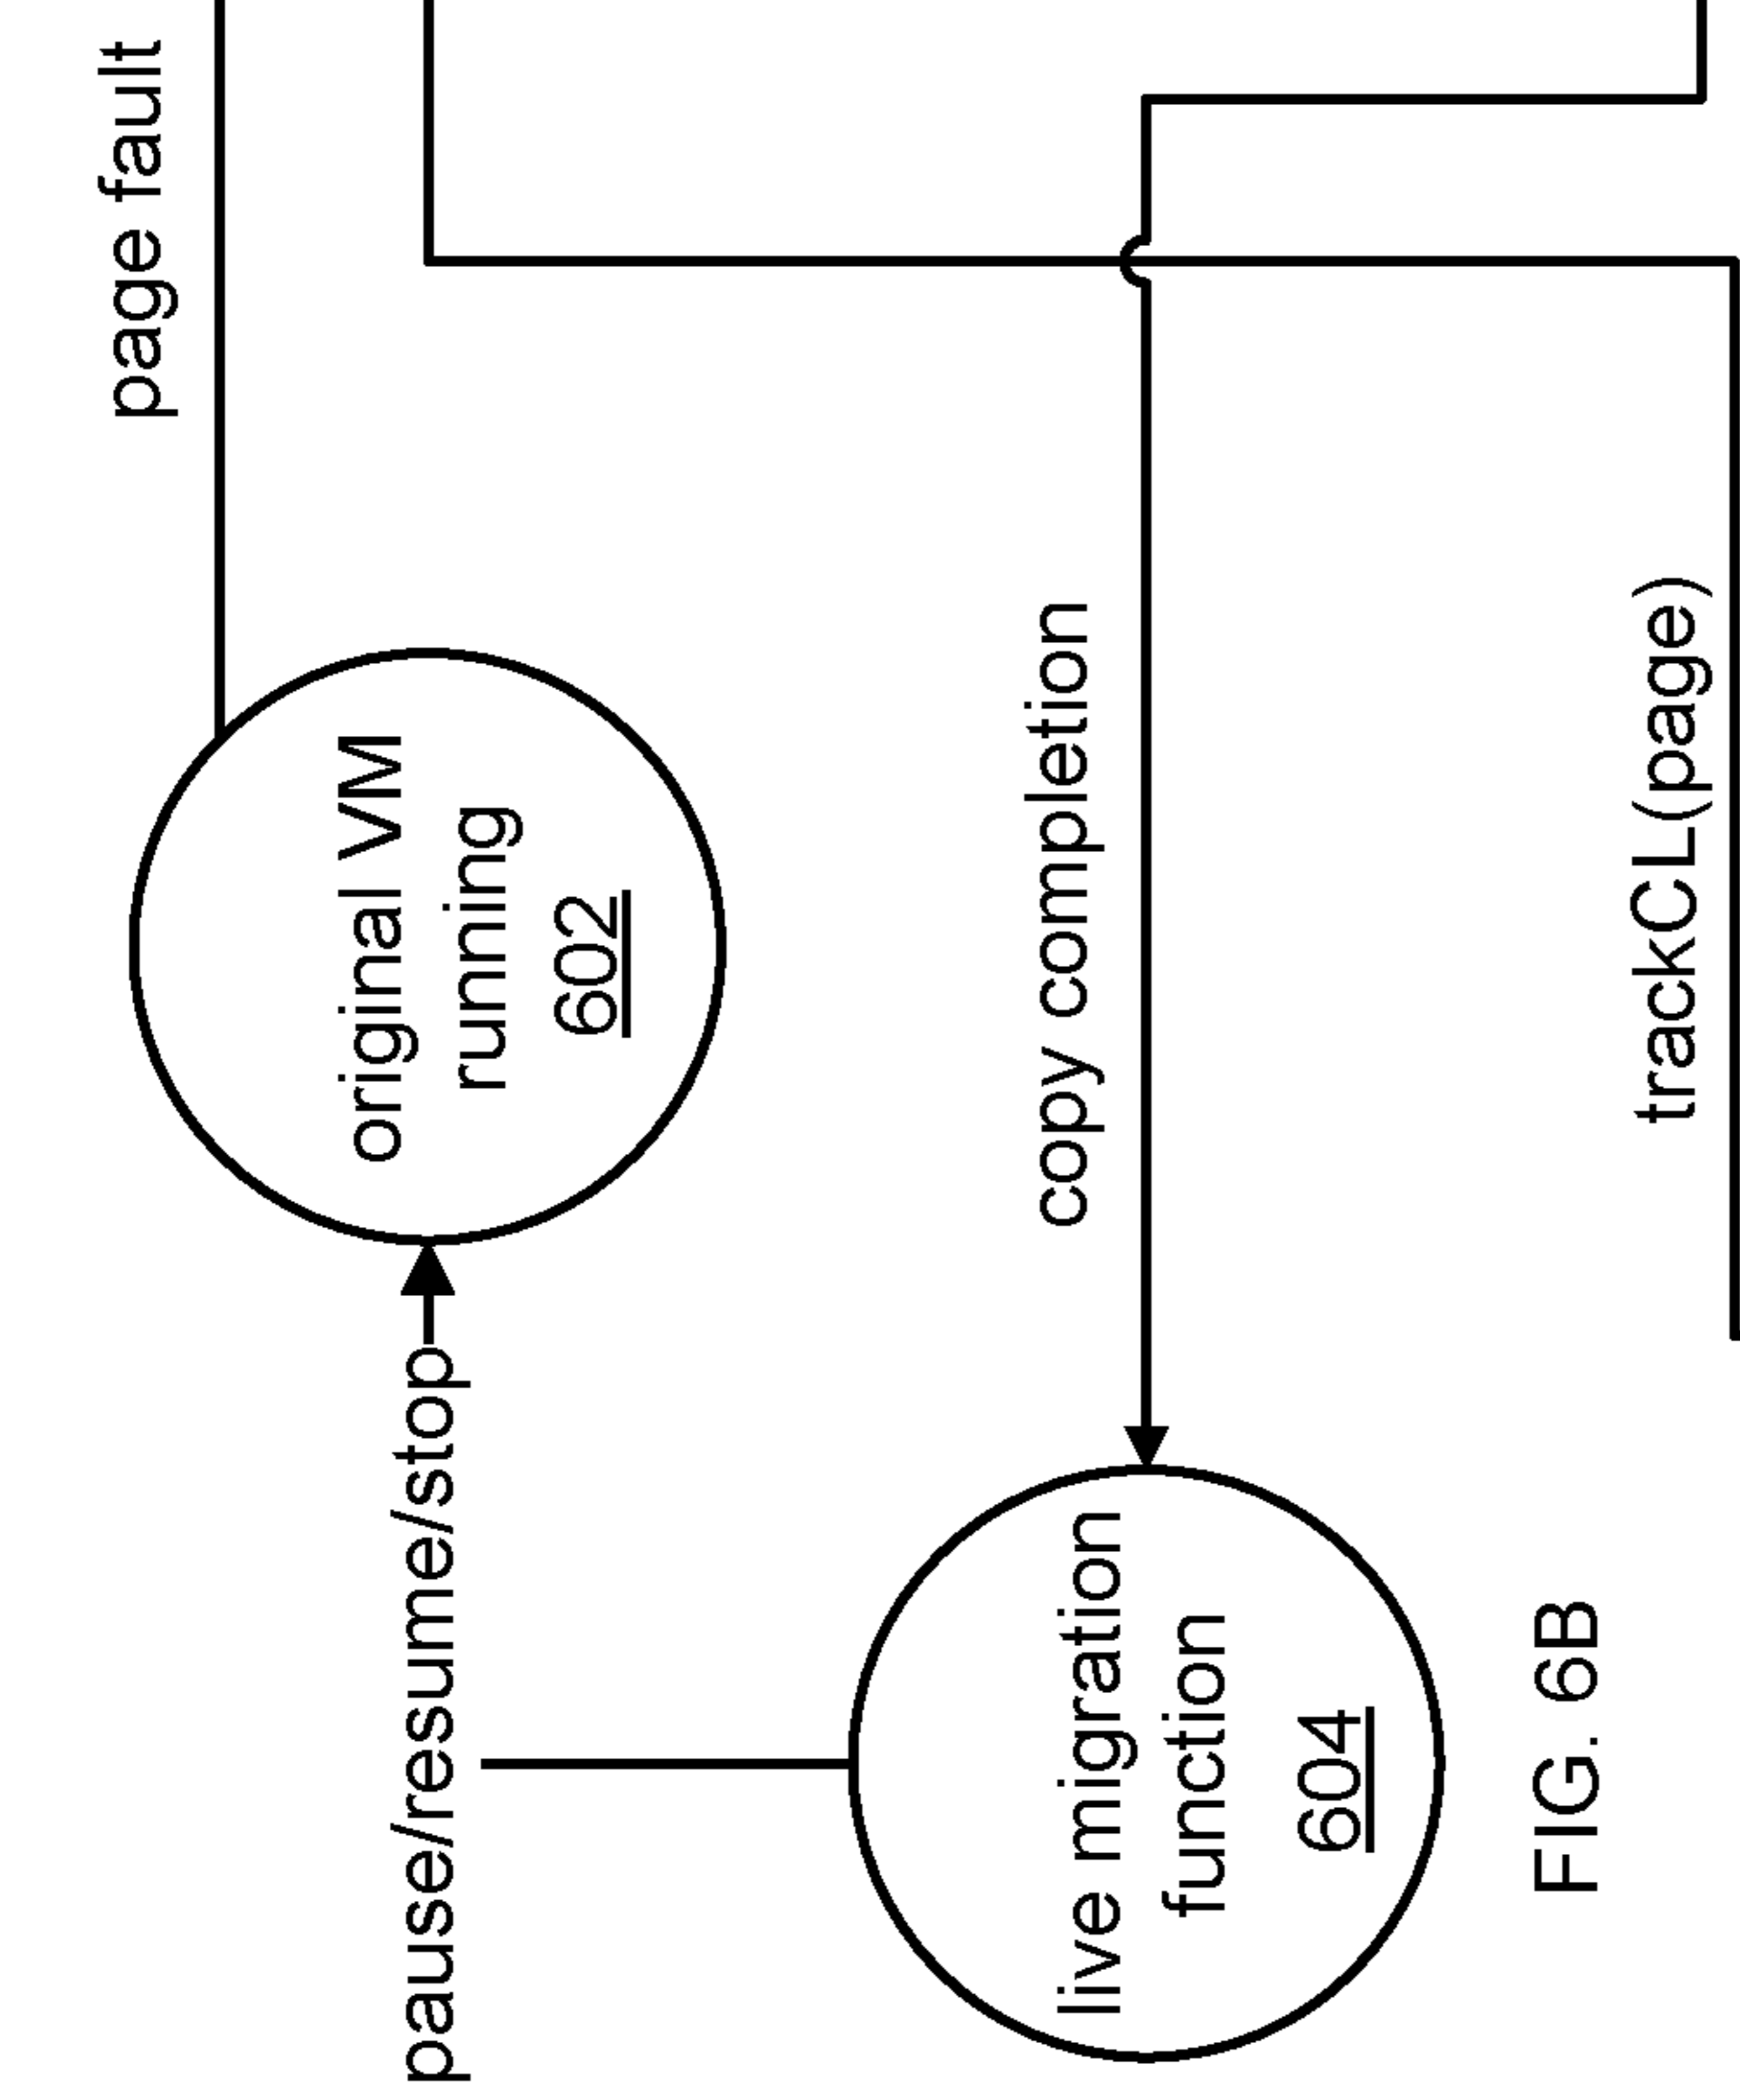 page fault
original VM
running
602
pause/resume/stop
copy completion
live migration
function
604
trackCL(page)
FIG. 6B